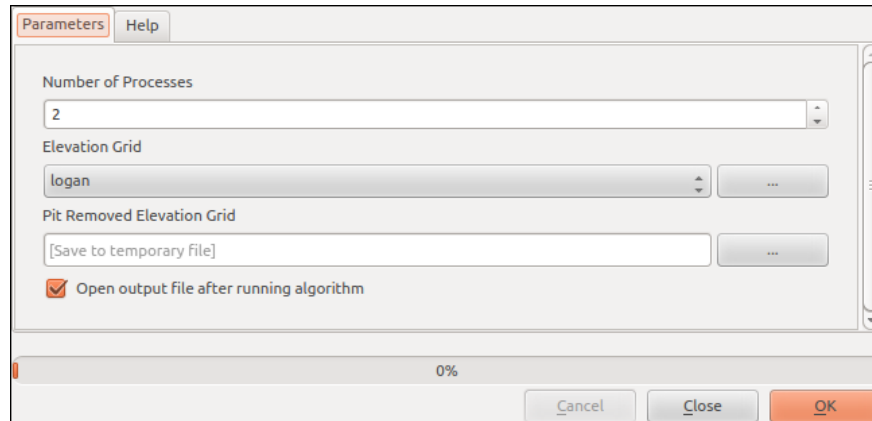 Parameters Help
Number of Processes
2
Elevation Grid
logan
...
Pit Removed Elevation Grid
[Save to temporary file]
...
Open output file after running algorithm
0%
Cancel Close OK